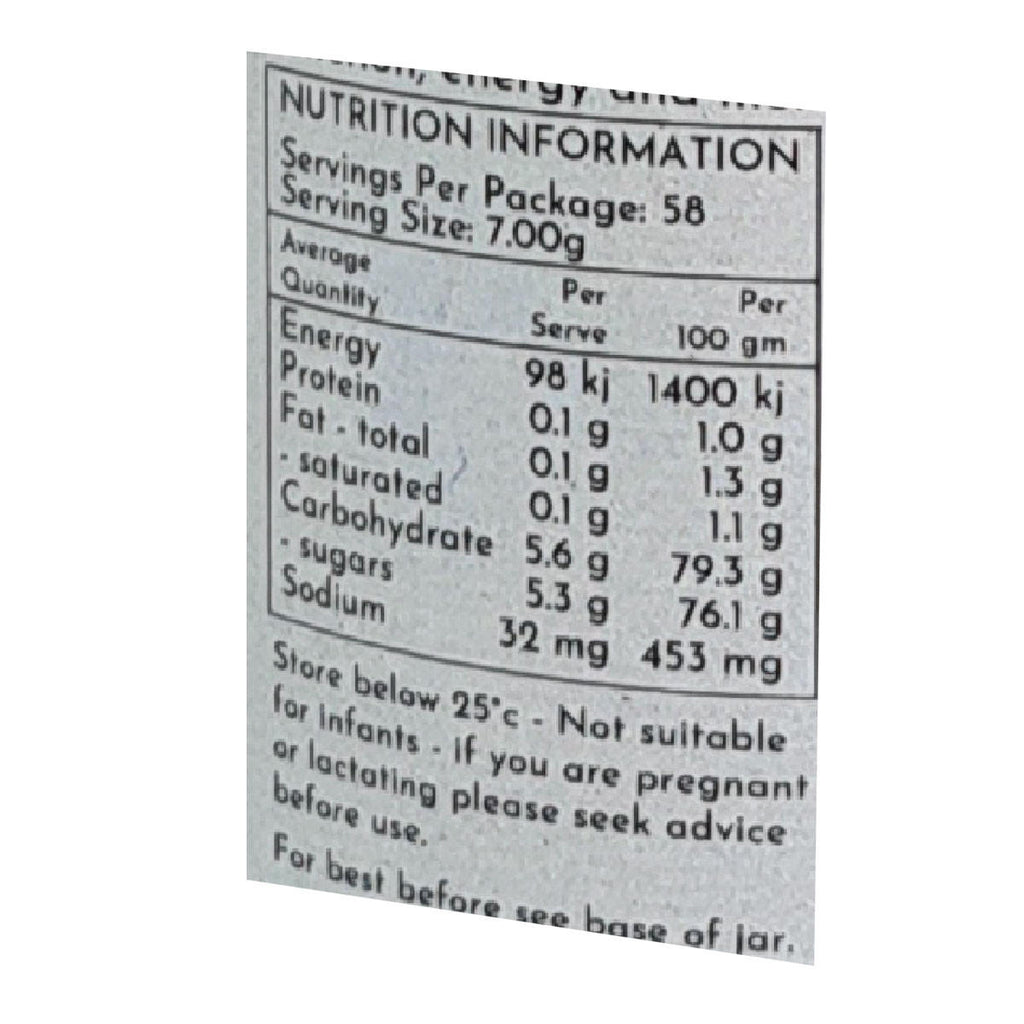 energy and
NUTRITION INFORMATION
Servings Per Package: 58
Serving Size: 7.00g
Average Quantity Per Serve Per 100 gm
Energy 98 kj 1400 kj
Protein 0.1 g 1.0 g
Fat - total 0.1 g 1.3 g
- saturated 0.1 g 1.1 g
Carbohydrate 5.6 g 79.3 g
- sugars 5.3 g 76.1 g
Sodium 32 mg 453 mg
Store below 25°c - Not suitable
for infants - if you are pregnant
or lactating please seek advice
before use.
For best before see base of jar.